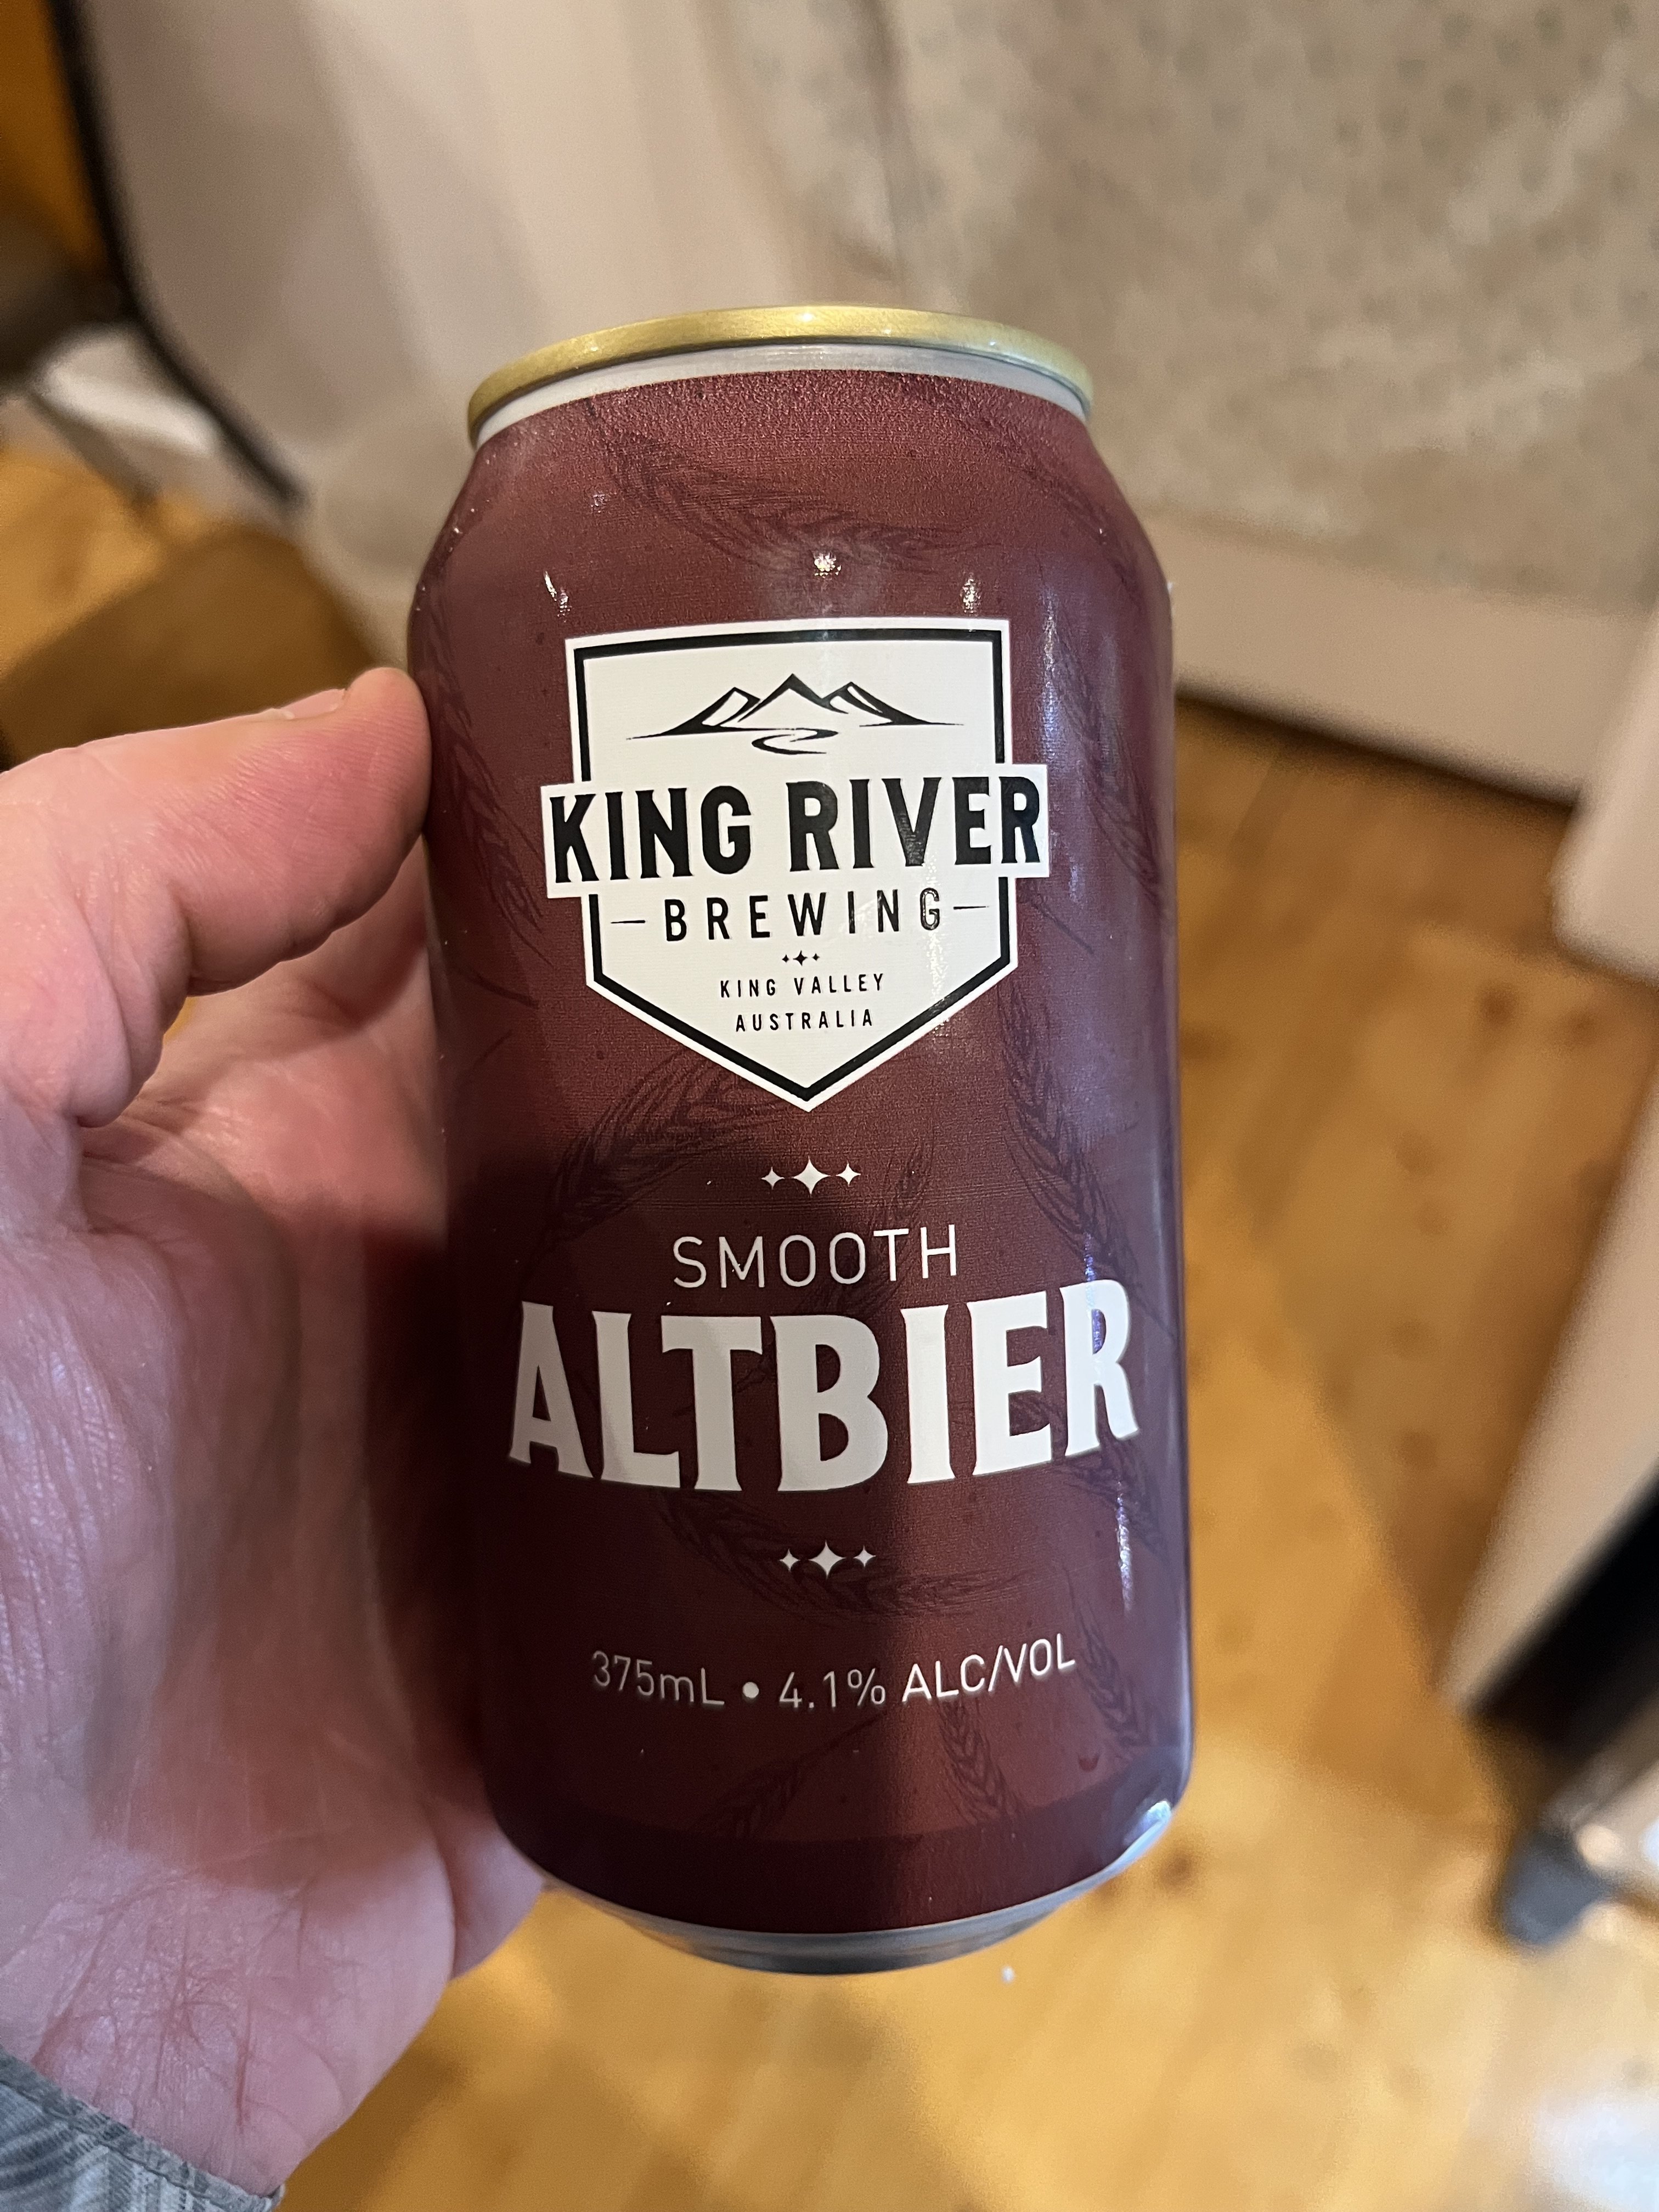 KING RIVER
BREWING
KING VALLEY
AUSTRALIA
SMOOTH
ALTBIER
375mL • 4.1% ALC/VOL